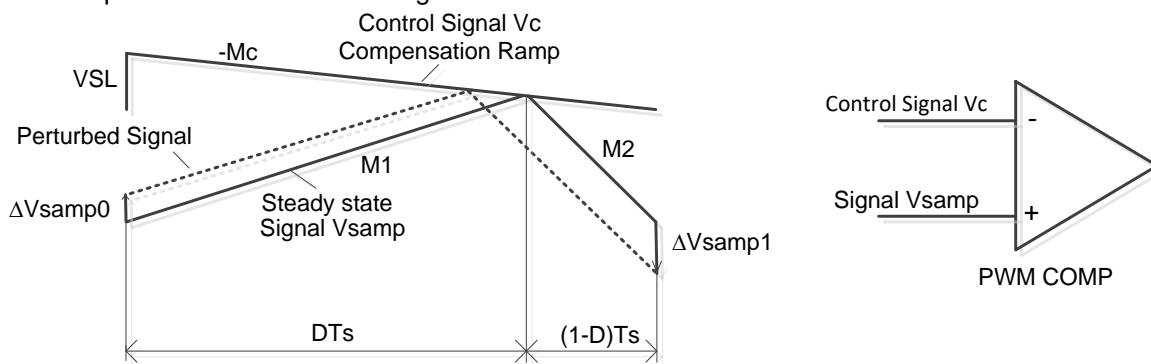 Control Signal Vc
-Mc
Compensation Ramp
VSL
Control Signal Vc
-
Perturbed Signal
M2
M1
Steady state
Signal Vsamp
Signal Vsamp
+
ΔVsamp0
ΔVsamp1
PWM COMP
DTs
(1-D)Ts